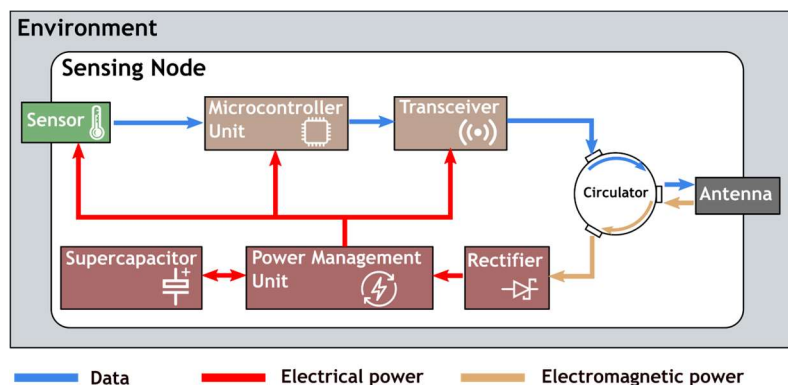 Environment
Sensing Node
Sensor
Microcontroller
Unit
Transceiver
Circulator
Antenna
Supercapacitor
+
Power Management
Unit
Rectifier
Data
Electrical power
Electromagnetic power